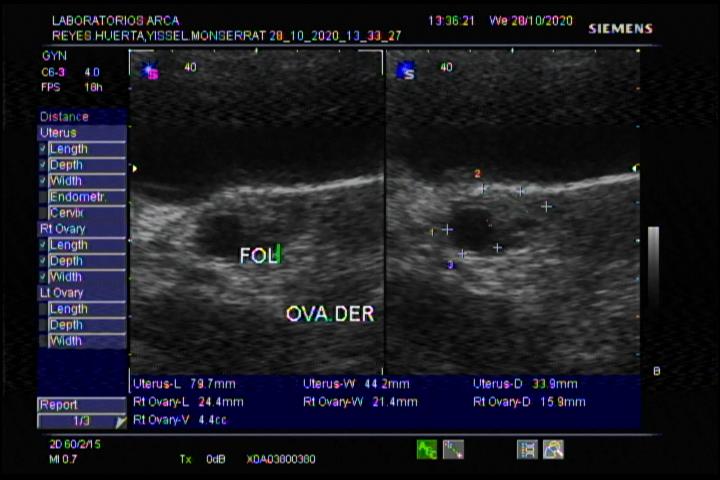 LABORATORIOS ARCA 13:36:21 We 28/10/2020 SIEMENS
REYES HUERTA,YISSEL.MONSERRAT 28_10_2020_13_33_27
GYN
C6-3 4.0
FPS 18h
40
40
S
S
Distance
Uterus
Length
Depth
Width
Endometr.
Cervix
Rt Ovary
Length
Depth
Width
Lt Ovary
Length
Depth
Width
2
1
3
FOL
OVA.DER
B
Uterus-L 79.7mm Uterus-W 44.2mm Uterus-D 33.9mm
Rt Ovary-L 24.4mm Rt Ovary-W 21.4mm Rt Ovary-D 15.9mm
Rt Ovary-V 4.4cc
Report
1/3
2D 60/2/15
MI 0.7 Tx 0dB XDA03800380